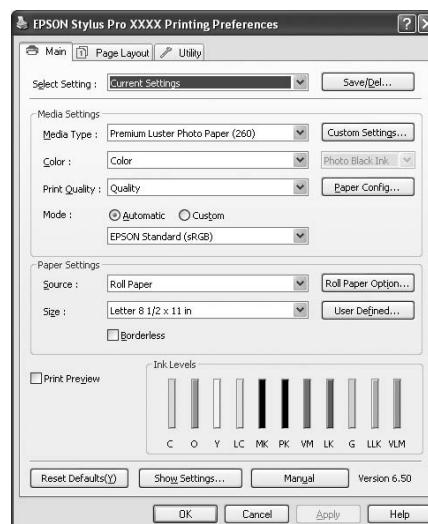 EPSON Stylus Pro XXXX Printing Preferences
Main Page Layout Utility
Select Setting : Current Settings Save/Del...
Media Settings
Media Type : Premium Luster Photo Paper (260) Custom Settings...
Color : Color Photo Black Ink
Print Quality : Quality Paper Config...
Mode : Automatic Custom
EPSON Standard (sRGB)
Paper Settings
Source : Roll Paper Roll Paper Option...
Size : Letter 8 1/2 x 11 in User Defined...
Borderless
Print Preview
Ink Levels
C O Y LC MK PK VM LK G LLK VLM
Reset Defaults(Y) Show Settings... Manual Version 6.50
OK Cancel Apply Help